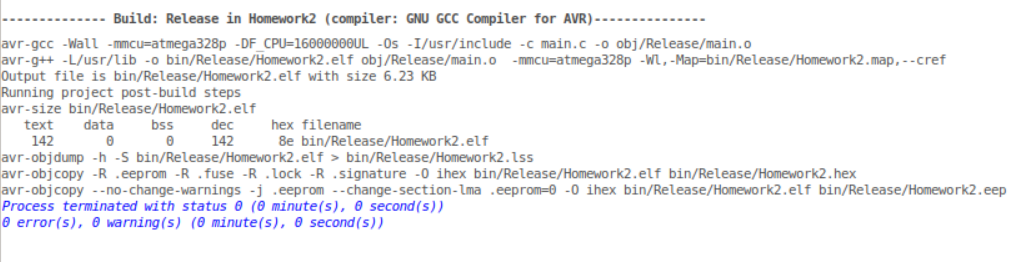 -------------- Build: Release in Homework2 (compiler: GNU GCC Compiler for AVR)---------------
avr-gcc -Wall -mmcu=atmega328p -DF_CPU=16000000UL -Os -I/usr/include -c main.c -o obj/Release/main.o
avr-g++ -L/usr/lib -o bin/Release/Homework2.elf obj/Release/main.o  -mmcu=atmega328p -Wl,-Map=bin/Release/Homework2.map,--cref
Output file is bin/Release/Homework2.elf with size 6.23 KB
Running project post-build steps
avr-size bin/Release/Homework2.elf
   text    data     bss     dec     hex filename
    142       0       0     142      8e bin/Release/Homework2.elf
avr-objdump -h -S bin/Release/Homework2.elf > bin/Release/Homework2.lss
avr-objcopy -R .eeprom -R .fuse -R .lock -R .signature -O ihex bin/Release/Homework2.elf bin/Release/Homework2.hex
avr-objcopy --no-change-warnings -j .eeprom --change-section-lma .eeprom=0 -O ihex bin/Release/Homework2.elf bin/Release/Homework2.eep
Process terminated with status 0 (0 minute(s), 0 second(s))
0 error(s), 0 warning(s) (0 minute(s), 0 second(s))